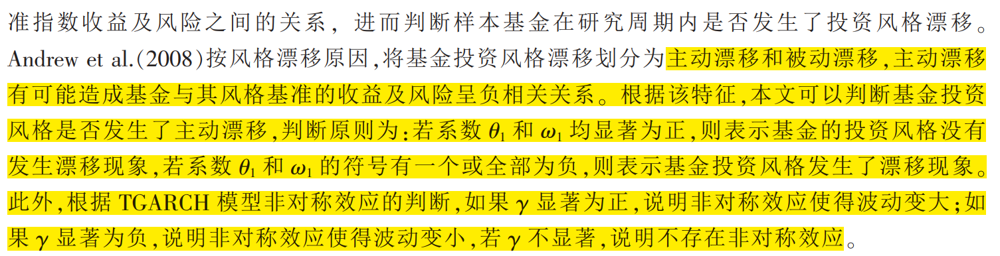 准指数收益及风险之间的关系，进而判断样本基金在研究周期内是否发生了投资风格漂移。
Andrew et al.(2008)按风格漂移原因,将基金投资风格漂移划分为主动漂移和被动漂移,主动漂移
有可能造成基金与其风格基准的收益及风险呈负相关关系。根据该特征,本文可以判断基金投资
风格是否发生了主动漂移,判断原则为:若系数 θ₁ 和 ω₁ 均显著为正,则表示基金的投资风格没有
发生漂移现象,若系数 θ₁ 和 ω₁ 的符号有一个或全部为负,则表示基金投资风格发生了漂移现象。
此外,根据 TGARCH 模型非对称效应的判断,如果 γ 显著为正,说明非对称效应使得波动变大;如
果 γ 显著为负,说明非对称效应使得波动变小,若 γ 不显著,说明不存在非对称效应。